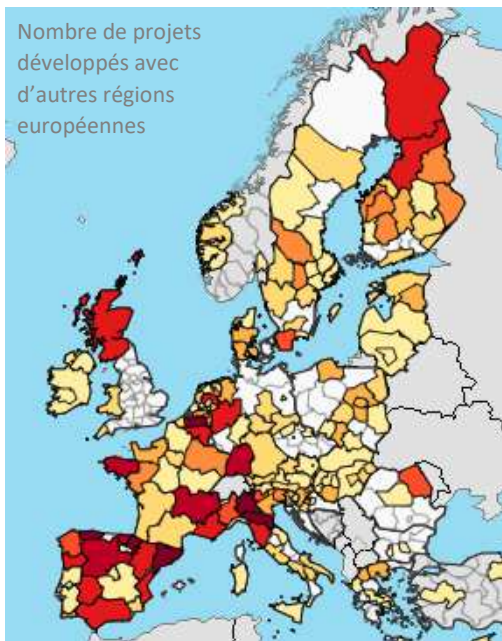 Nombre de projets
développés avec
d’autres régions
européennes